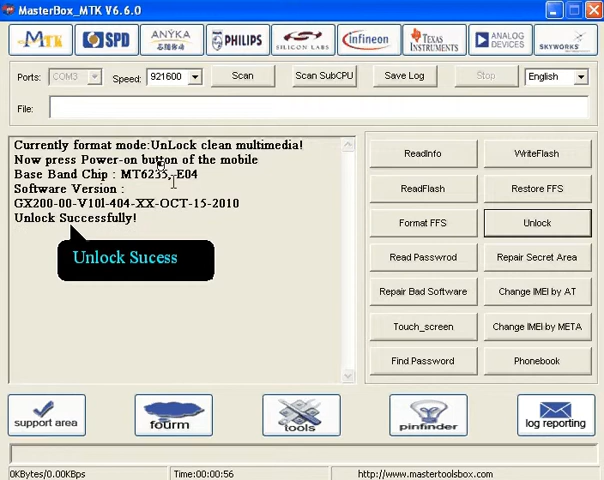 MasterBox_MTK V6.6.0
MTK
SPD
ANYKA
PHILIPS
SILICON LABS
infineon
TEXAS INSTRUMENTS
ANALOG DEVICES
SKYWORKS
Ports:
COM3
Speed:
921600
Scan
Scan SubCPU
Save Log
Stop
English
File:
Currently format mode:UnLock clean multimedia!
Now press Power-on button of the mobile
Base Band Chip : MT6235, E04
Software Version :
GX200-00-V10I-404-XX-OCT-15-2010
Unlock Successfully!
Unlock Sucess
ReadInfo
WriteFlash
ReadFlash
Restore FFS
Format FFS
Unlock
Read Passwrod
Repair Secret Area
Repair Bad Software
Change IMEI by AT
Touch_screen
Change IMEI by META
Find Password
Phonebook
support area
fourm
tools
pinfinder
log reporting
0KBytes/0.00KBps
Time:00:00:56
http://www.mastertoolsbox.com